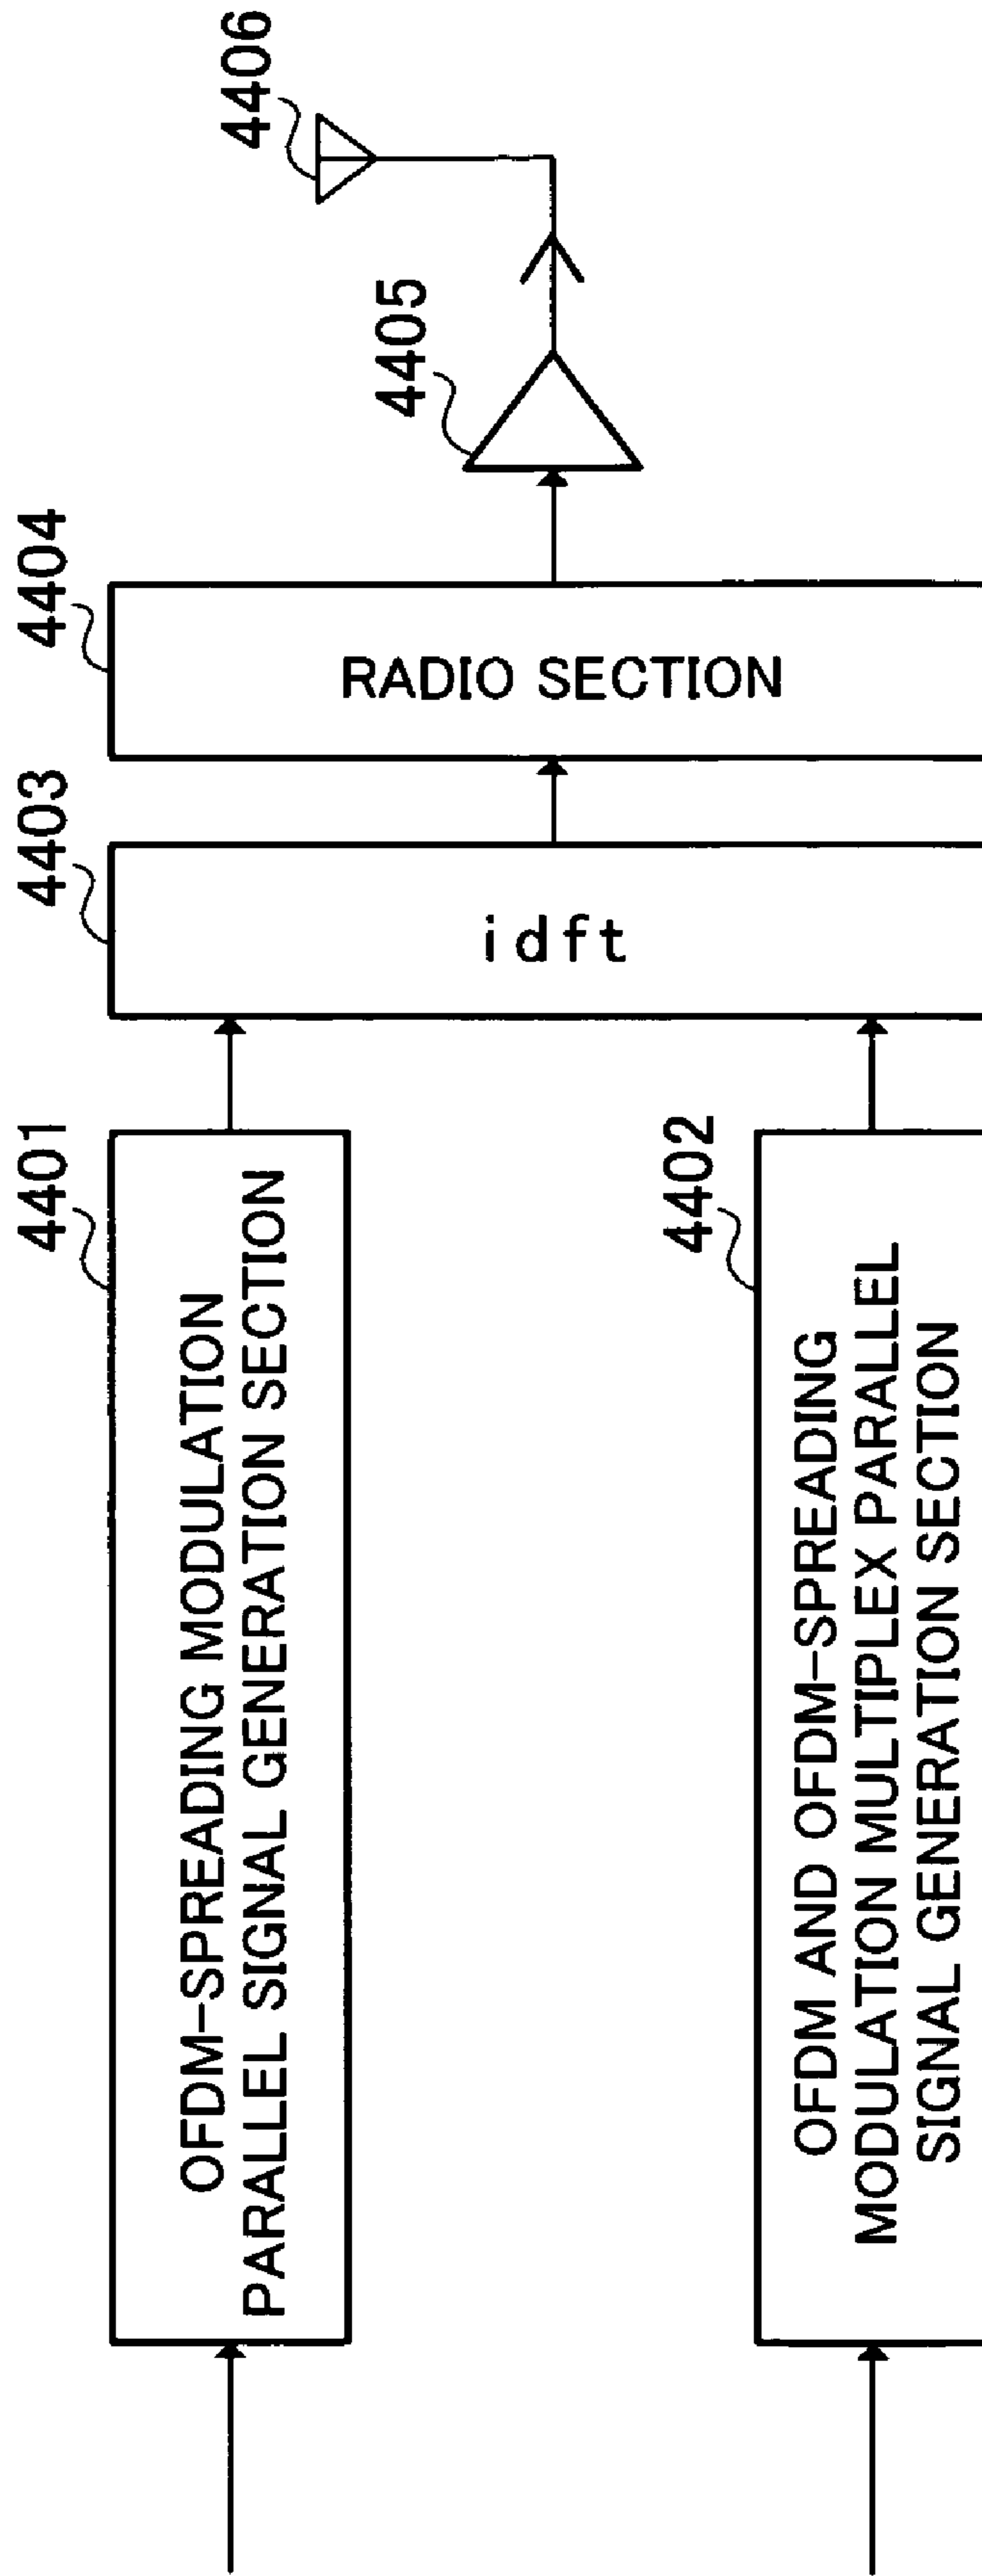 4401
OFDM-SPREADING MODULATION
PARALLEL SIGNAL GENERATION SECTION
4402
OFDM AND OFDM-SPREADING
MODULATION MULTIPLEX PARALLEL
SIGNAL GENERATION SECTION
4403
idft
4404
RADIO SECTION
4405
4406